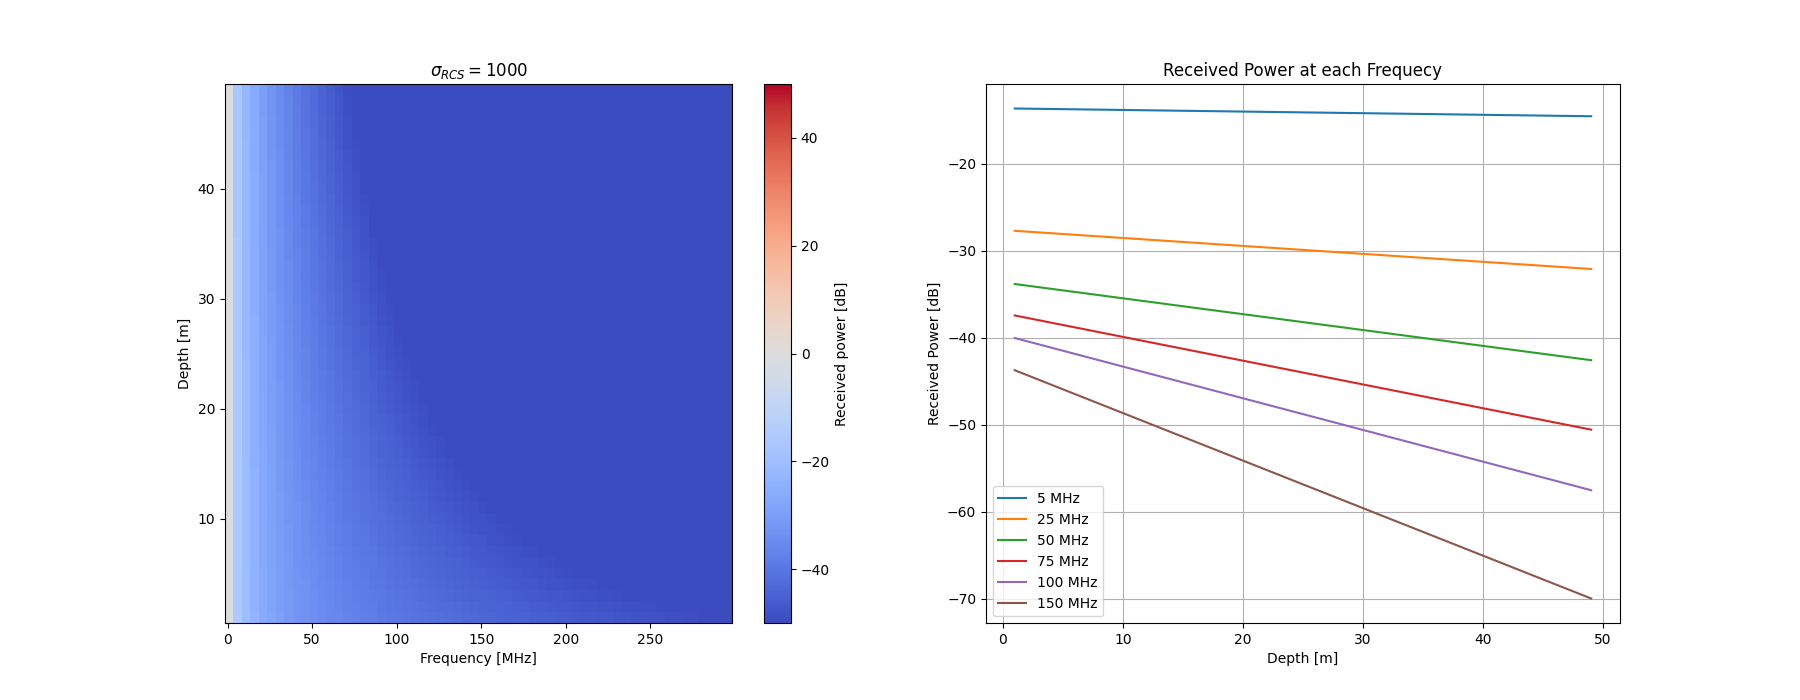 σRCS = 1000
40
30
20
10
Depth [m]
0
50
100
150
200
250
Frequency [MHz]
40
20
0
−20
−40
Received power [dB]
Received Power at each Frequecy
−20
−30
−40
−50
−60
−70
Received Power [dB]
5 MHz
25 MHz
50 MHz
75 MHz
100 MHz
150 MHz
0
10
20
30
40
50
Depth [m]